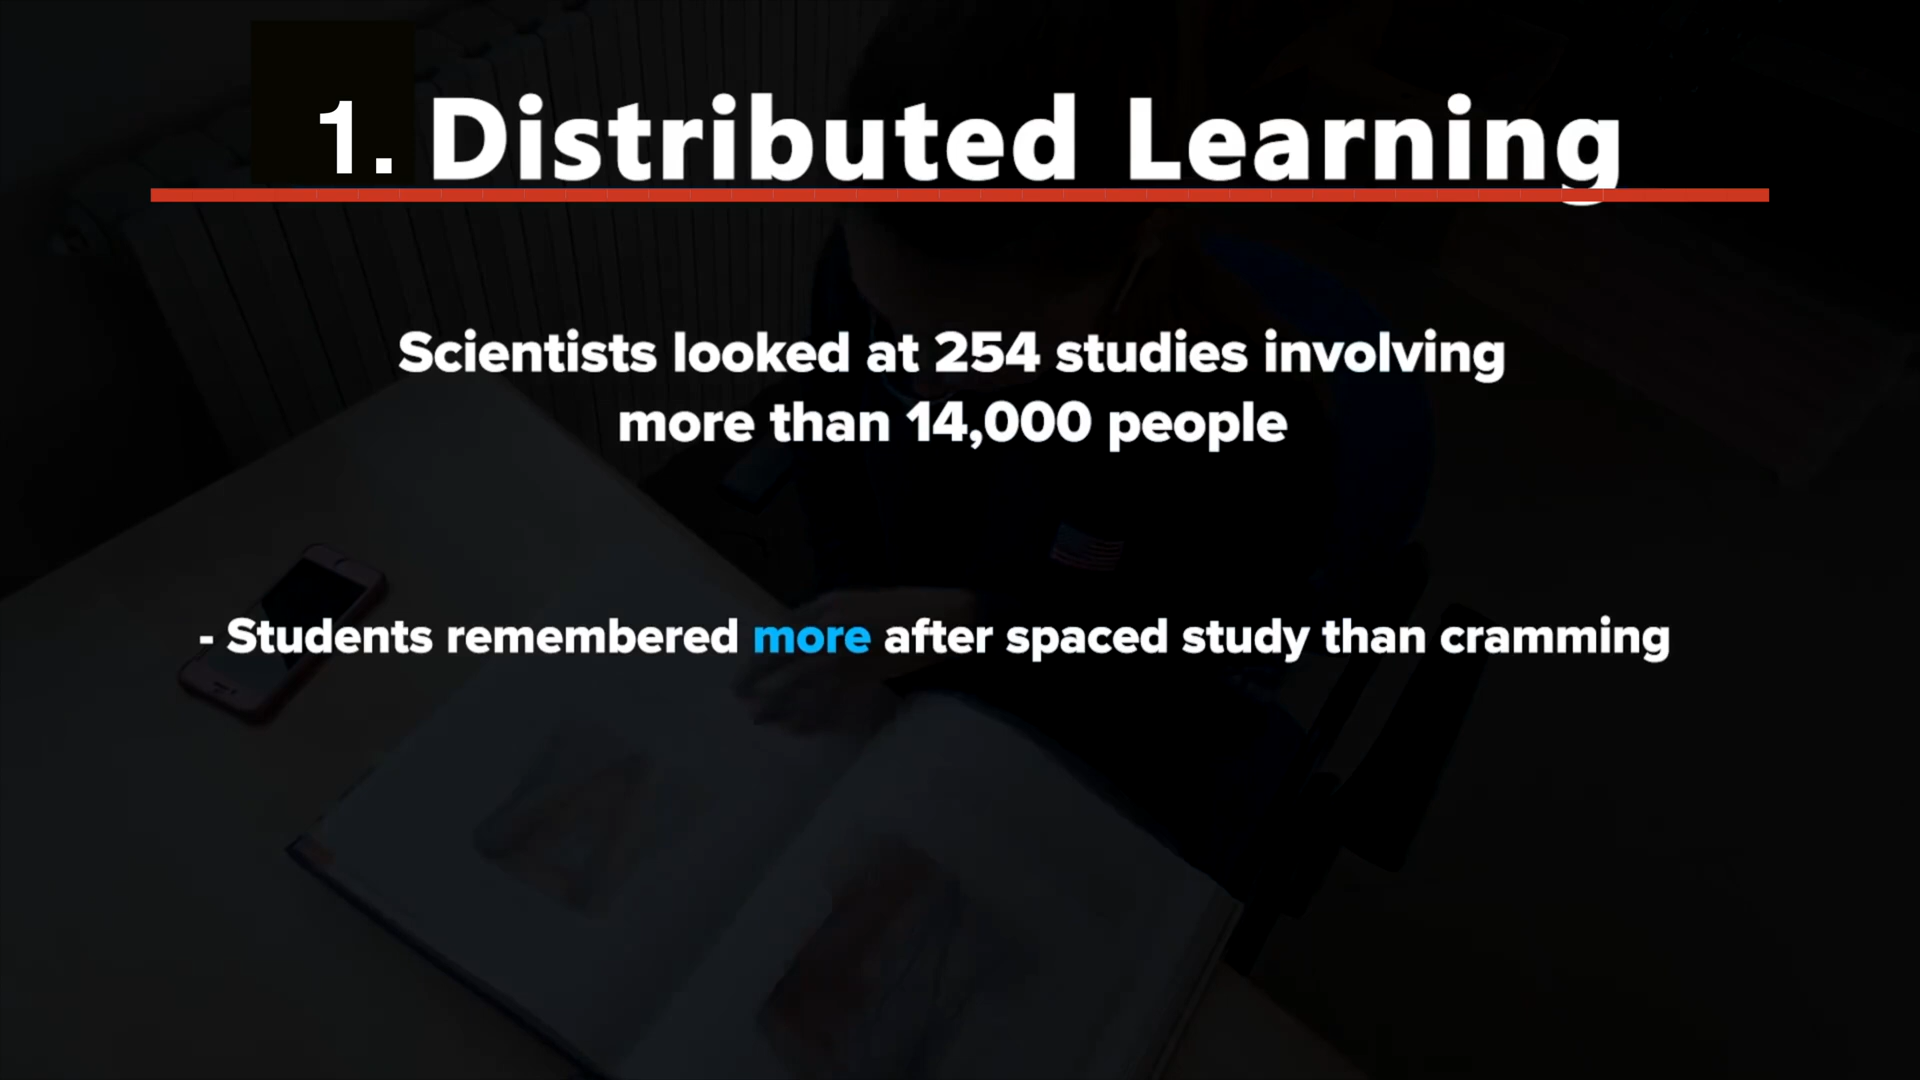 1. Distributed Learning
Scientists looked at 254 studies involving
more than 14,000 people
- Students remembered more after spaced study than cramming